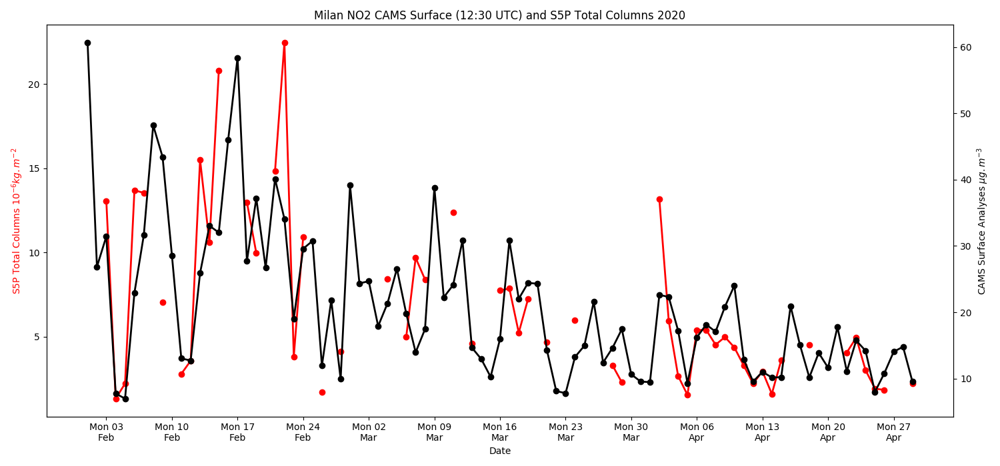 Milan NO2 CAMS Surface (12:30 UTC) and S5P Total Columns 2020
S5P Total Columns 10⁻⁶kg.m⁻²
20
15
10
5
60
50
40
30
20
10
CAMS Surface Analyses μg.m⁻³
Mon 03 Mon 10 Mon 17 Mon 24 Mon 02 Mon 09 Mon 16 Mon 23 Mon 30 Mon 06 Mon 13 Mon 20 Mon 27
Feb Feb Feb Feb Mar Mar Mar Mar Mar Apr Apr Apr Apr
Date